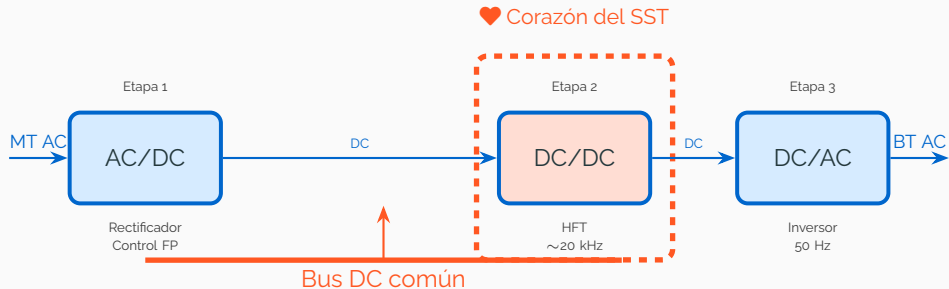 Corazón del SST
Etapa 1
Etapa 2
Etapa 3
MT AC
AC/DC
DC
DC/DC
DC
DC/AC
BT AC
Rectificador
Control FP
HFT
~20 kHz
Inversor
50 Hz
Bus DC común